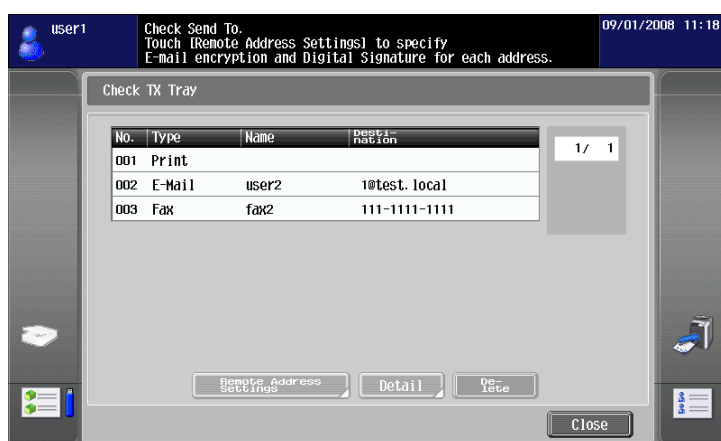 user1
Check Send To.
Touch [Remote Address Settings] to specify
E-mail encryption and Digital Signature for each address.
09/01/2008 11:18
Check TX Tray
No. Type Name Desti-
nation
1/ 1
001 Print
002 E-Mail user2 1@test.local
003 Fax fax2 111-1111-1111
Remote Address
Settings
Detail
De-
lete
Close